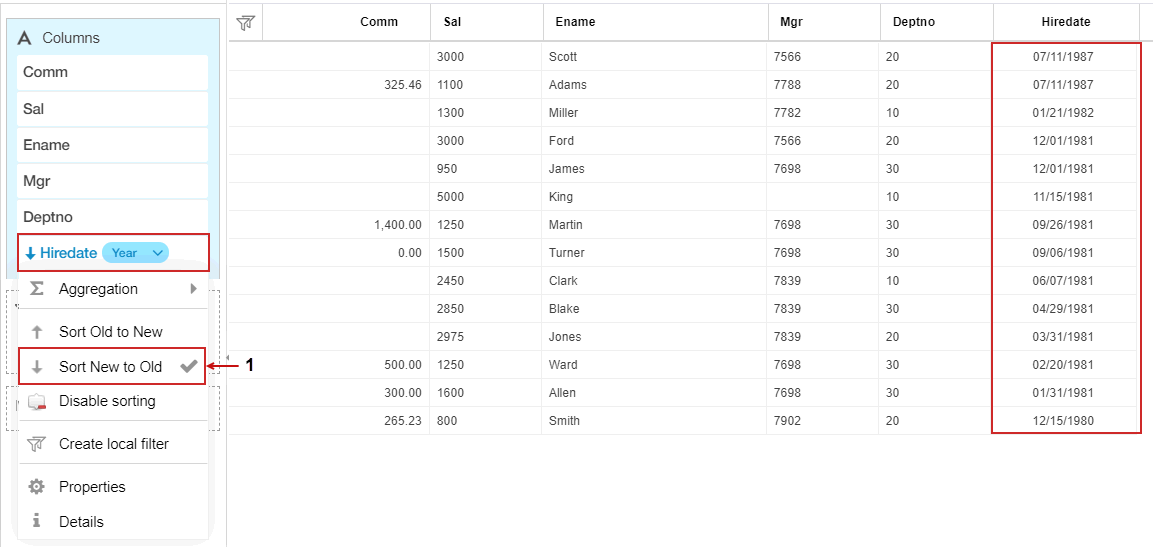 Columns
Comm
Sal
Ename
Mgr
Deptno
Hiredate Year
Aggregation
Sort Old to New
Sort New to Old
1
Disable sorting
Create local filter
Properties
Details
Comm Sal Ename Mgr Deptno Hiredate
3000 Scott 7566 20 07/11/1987
325.46 1100 Adams 7788 20 07/11/1987
1300 Miller 7782 10 01/21/1982
3000 Ford 7566 20 12/01/1981
950 James 7698 30 12/01/1981
5000 King 10 11/15/1981
1,400.00 1250 Martin 7698 30 09/26/1981
0.00 1500 Turner 7698 30 09/06/1981
2450 Clark 7839 10 06/07/1981
2850 Blake 7839 30 04/29/1981
2975 Jones 7839 20 03/31/1981
500.00 1250 Ward 7698 30 02/20/1981
300.00 1600 Allen 7698 30 01/31/1981
265.23 800 Smith 7902 20 12/15/1980